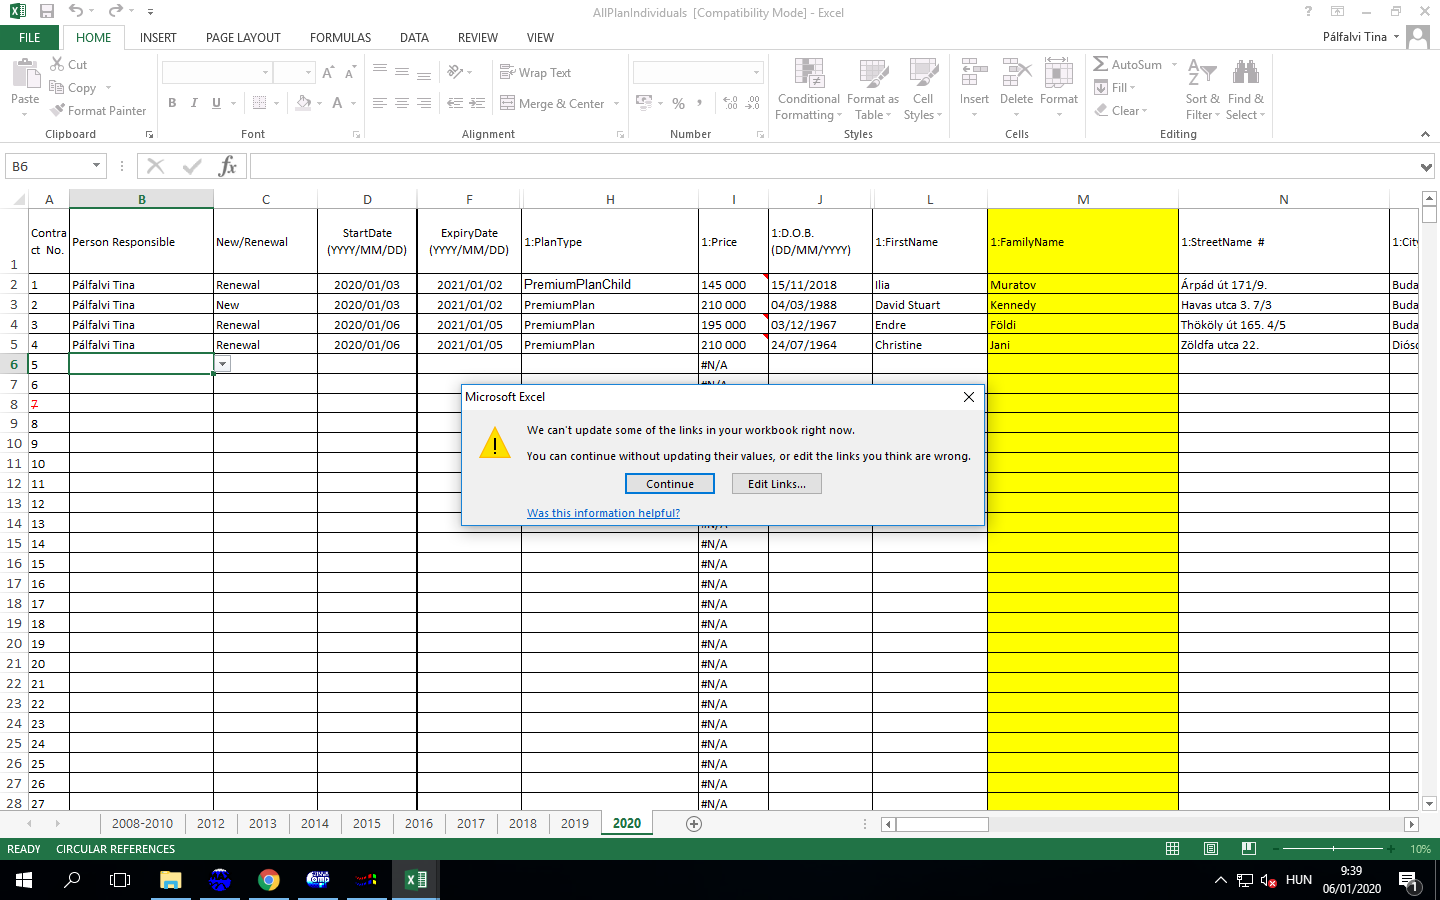 AllPlanIndividuals  [Compatibility Mode] - Excel
FILE HOME INSERT PAGE LAYOUT FORMULAS DATA REVIEW VIEW Pálfalvi Tina
Paste Cut Copy Format Painter Clipboard
B I U A Font
Wrap Text Merge & Center Alignment
% Number
Conditional Formatting Format as Table Cell Styles Styles
Insert Delete Format Cells
AutoSum Fill Clear Sort & Filter Find & Select Editing
B6 fx
A B C D F H I J L M N
1 Contra ct No. Person Responsible New/Renewal StartDate (YYYY/MM/DD) ExpiryDate (YYYY/MM/DD) 1:PlanType 1:Price 1:D.O.B. (DD/MM/YYYY) 1:FirstName 1:FamilyName 1:StreetName # 1:City
2 1 Pálfalvi Tina Renewal 2020/01/03 2021/01/02 PremiumPlanChild 145 000 15/11/2018 Ilia Muratov Árpád út 171/9. Buda
3 2 Pálfalvi Tina New 2020/01/03 2021/01/02 PremiumPlan 210 000 04/03/1988 David Stuart Kennedy Havas utca 3. 7/3 Buda
4 3 Pálfalvi Tina Renewal 2020/01/06 2021/01/05 PremiumPlan 195 000 03/12/1967 Endre Földi Thököly út 165. 4/5 Buda
5 4 Pálfalvi Tina Renewal 2020/01/06 2021/01/05 PremiumPlan 210 000 24/07/1964 Christine Jani Zöldfa utca 22. Diósd
6 5 #N/A
7 6 #N/A
8 7
9 8
10 9
11 10
12 11
13 12
14 13 #N/A
15 14 #N/A
16 15 #N/A
17 16 #N/A
18 17 #N/A
19 18 #N/A
20 19 #N/A
21 20 #N/A
22 21 #N/A
23 22 #N/A
24 23 #N/A
25 24 #N/A
26 25 #N/A
27 26 #N/A
28 27 #N/A
Microsoft Excel
We can't update some of the links in your workbook right now.
You can continue without updating their values, or edit the links you think are wrong.
Continue Edit Links...
Was this information helpful?
2008-2010 2012 2013 2014 2015 2016 2017 2018 2019 2020
READY CIRCULAR REFERENCES 10%
HUN 9:39
06/01/2020 1